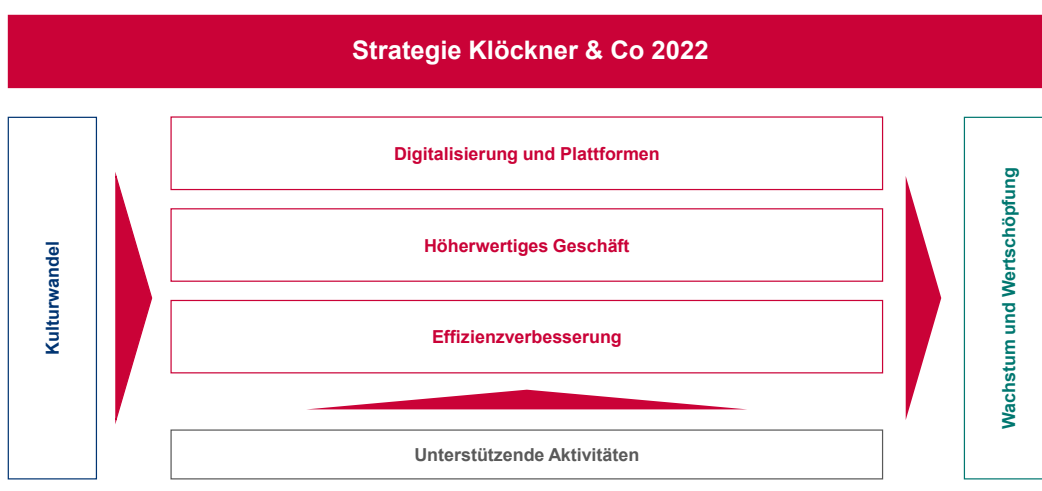 Strategie Klöckner & Co 2022
Kulturwandel
Digitalisierung und Plattformen
Höherwertiges Geschäft
Effizienzverbesserung
Unterstützende Aktivitäten
Wachstum und Wertschöpfung